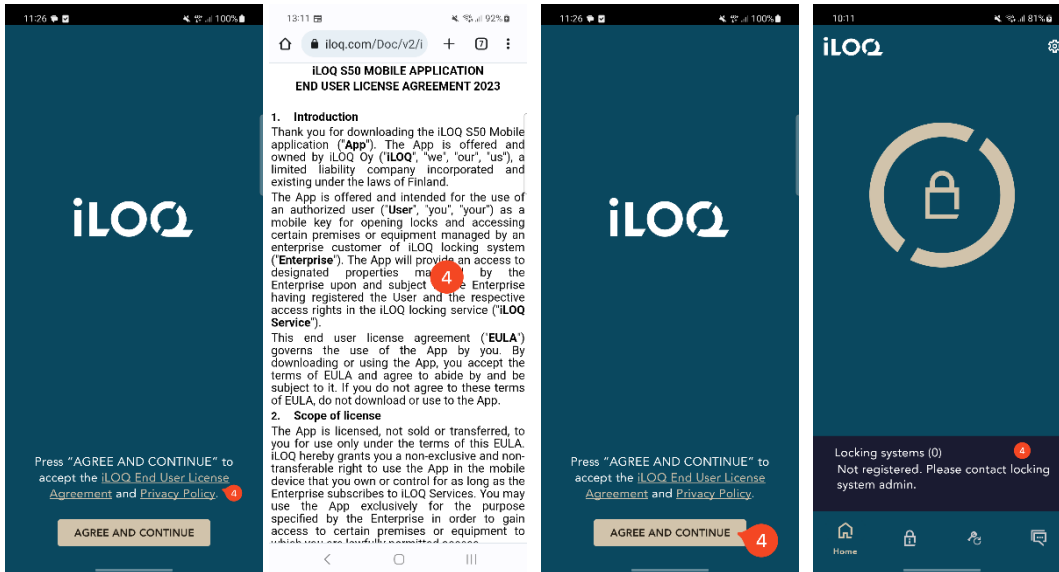 11:26
100%
iLOQ
Press "AGREE AND CONTINUE" to
accept the iLOQ End User License
Agreement and Privacy Policy.
4
AGREE AND CONTINUE
13:11
92%
iloq.com/Doc/v2/i
7
iLOQ S50 MOBILE APPLICATION
END USER LICENSE AGREEMENT 2023
1. Introduction
Thank you for downloading the iLOQ S50 Mobile
application ("App"). The App is offered and
owned by iLOQ Oy ("iLOQ", "we", "our", "us"), a
limited liability company incorporated and
existing under the laws of Finland.
The App is offered and intended for the use of
an authorized user ("User", "you", "your") as a
mobile key for opening locks and accessing
certain premises or equipment managed by an
enterprise customer of iLOQ locking system
("Enterprise"). The App will provide an access to
designated properties by the
Enterprise upon and subject Enterprise
having registered the User and the respective
access rights in the iLOQ locking service ("iLOQ
Service").
4
This end user license agreement ("EULA")
governs the use of the App by you. By
downloading or using the App, you accept the
terms of EULA and agree to abide by and be
subject to it. If you do not agree to these terms
of EULA, do not download or use to the App.
2. Scope of license
The App is licensed, not sold or transferred, to
you for use only under the terms of this EULA.
iLOQ hereby grants you a non-exclusive and non-
transferable right to use the App in the mobile
device that you own or control for as long as the
Enterprise subscribes to iLOQ Services. You may
use the App exclusively for the purpose
specified by the Enterprise in order to gain
access to certain premises or equipment to
which you are lawfully permitted access.
11:26
100%
iLOQ
Press "AGREE AND CONTINUE" to
accept the iLOQ End User License
Agreement and Privacy Policy.
AGREE AND CONTINUE
4
10:11
81%
iLOQ
Locking systems (0)
4
Not registered. Please contact locking
system admin.
Home